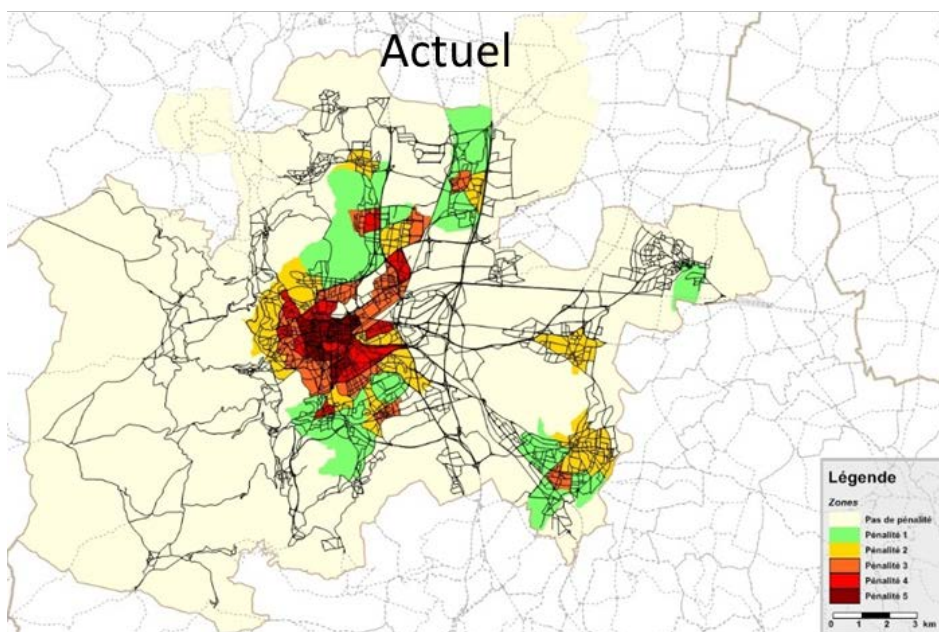 Actuel
Légende
Zones
Pas de pénalité
Pénalité 1
Pénalité 2
Pénalité 3
Pénalité 4
Pénalité 5
0 1 2 3 km